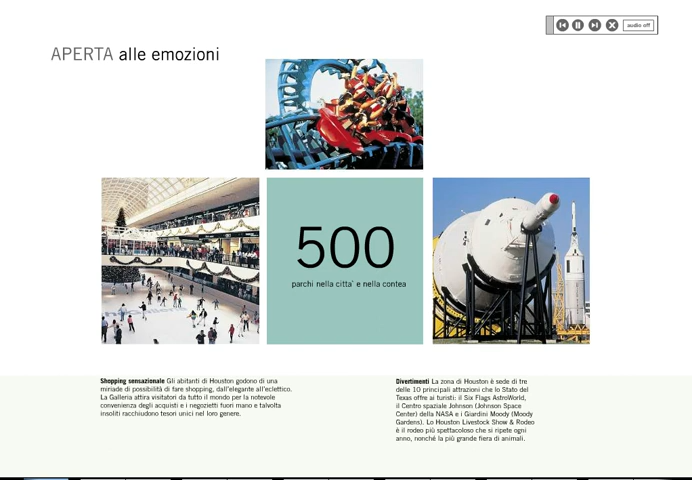 audio off
APERTA alle emozioni
500
parchi nella citta` e nella contea
Shopping sensazionale Gli abitanti di Houston godono di una
miriade di possibilità di fare shopping, dall'elegante all'eclettico.
La Galleria attira visitatori da tutto il mondo per la notevole
convenienza degli acquisti e i negozietti fuori mano e talvolta
insoliti racchiudono tesori unici nel loro genere.
Divertimenti La zona di Houston è sede di tre
delle 10 principali attrazioni che lo Stato del
Texas offre ai turisti: il Six Flags AstroWorld,
il Centro spaziale Johnson (Johnson Space
Center) della NASA e i Giardini Moody (Moody
Gardens). Lo Houston Livestock Show & Rodeo
è il rodeo più spettacoloso che si ripete ogni
anno, nonché la più grande fiera di animali.